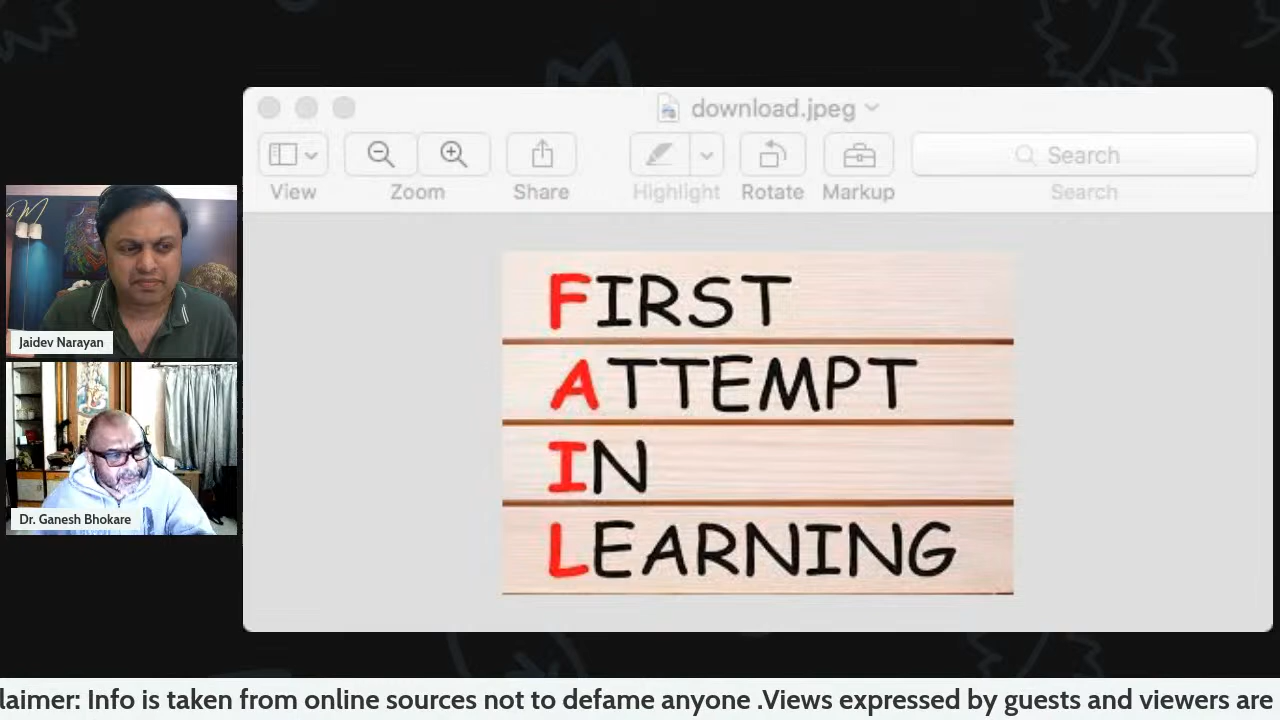 download.jpeg
View
Zoom
Share
Highlight
Rotate
Markup
Search
Search
FIRST
ATTEMPT
IN
LEARNING
Jaidev Narayan
Dr. Ganesh Bhokare
laimer: Info is taken from online sources not to defame anyone .Views expressed by guests and viewers are